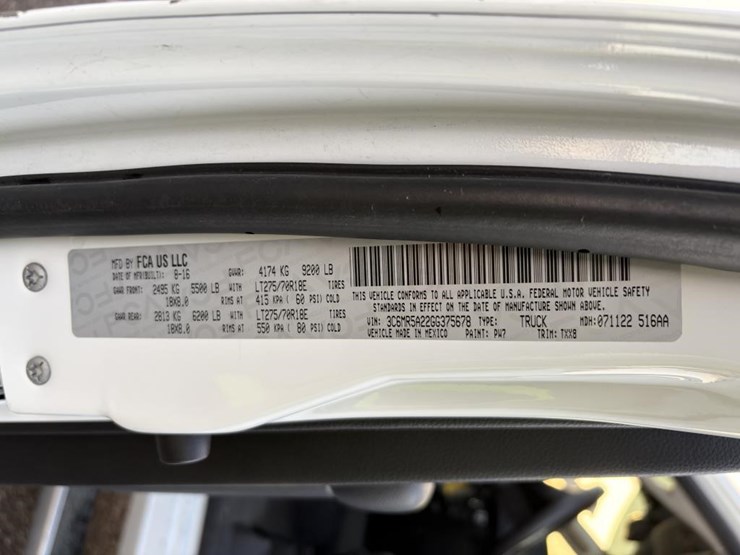 MFD BY FCA US LLC
DATE OF MFR(BUILT): 8-16 GVWR: 4174 KG 9200 LB
GAWR FRONT: 2495 KG 5500 LB WITH LT275/70R18E TIRES
18X8.0 RIMS AT 415 KPA ( 60 PSI) COLD
GAWR REAR: 2813 KG 6200 LB WITH LT275/70R18E TIRES
18X8.0 RIMS AT 550 KPA ( 80 PSI) COLD
THIS VEHICLE CONFORMS TO ALL APPLICABLE U.S.A. FEDERAL MOTOR VEHICLE SAFETY
STANDARDS IN EFFECT ON THE DATE OF MANUFACTURE SHOWN ABOVE.
VIN: 3C6MR5A22GG375678 TYPE: TRUCK MDH: 071122 516AA
VEHICLE MADE IN MEXICO PAINT: PW7 TRIM: TXX8